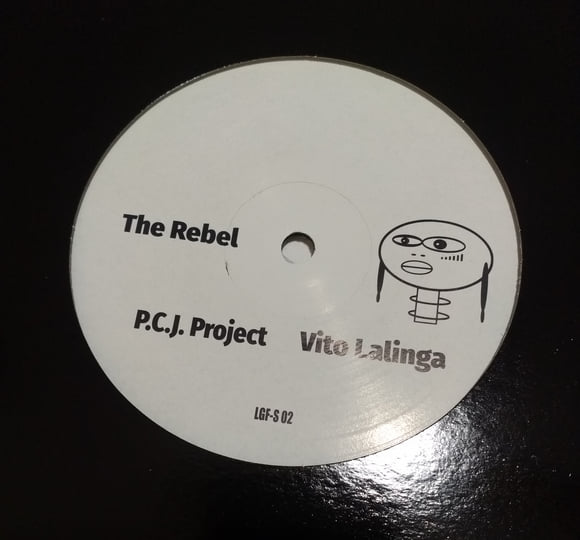 The Rebel
P.C.J. Project Vito Lalinga
LGF-S 02